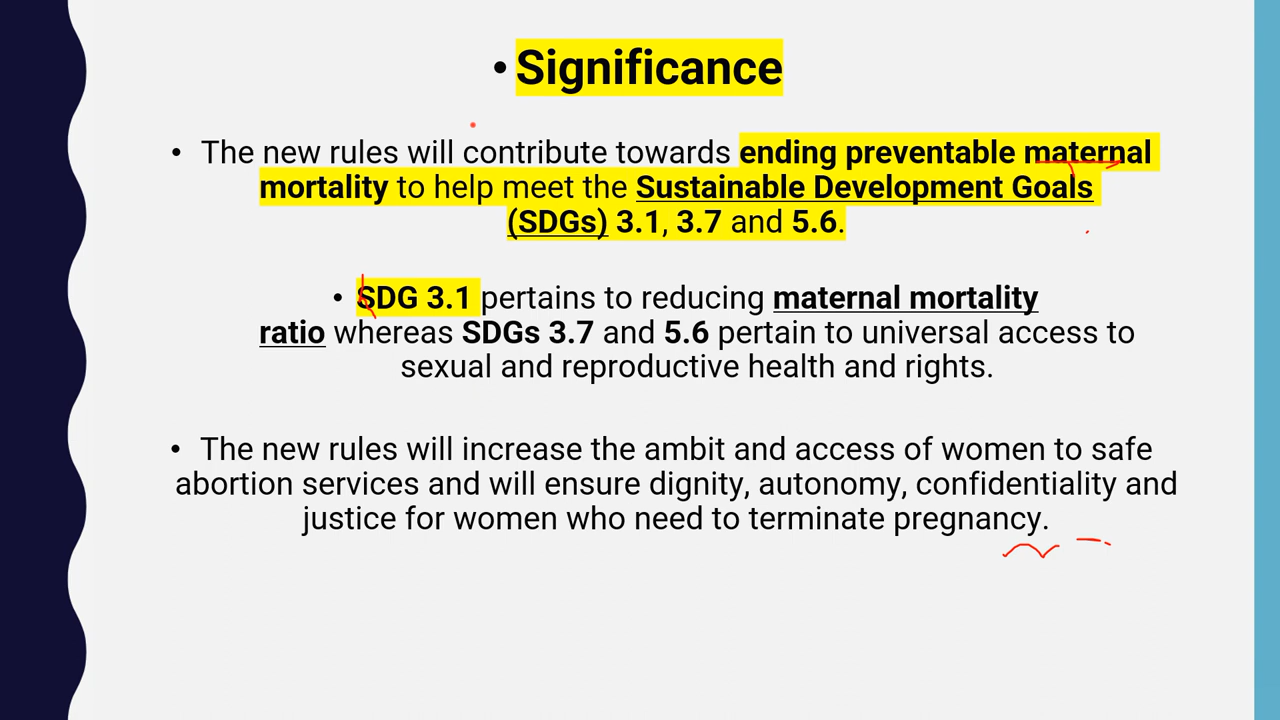 • Significance
• The new rules will contribute towards ending preventable maternal
mortality to help meet the Sustainable Development Goals
(SDGs) 3.1, 3.7 and 5.6.
• SDG 3.1 pertains to reducing maternal mortality
ratio whereas SDGs 3.7 and 5.6 pertain to universal access to
sexual and reproductive health and rights.
• The new rules will increase the ambit and access of women to safe
abortion services and will ensure dignity, autonomy, confidentiality and
justice for women who need to terminate pregnancy.